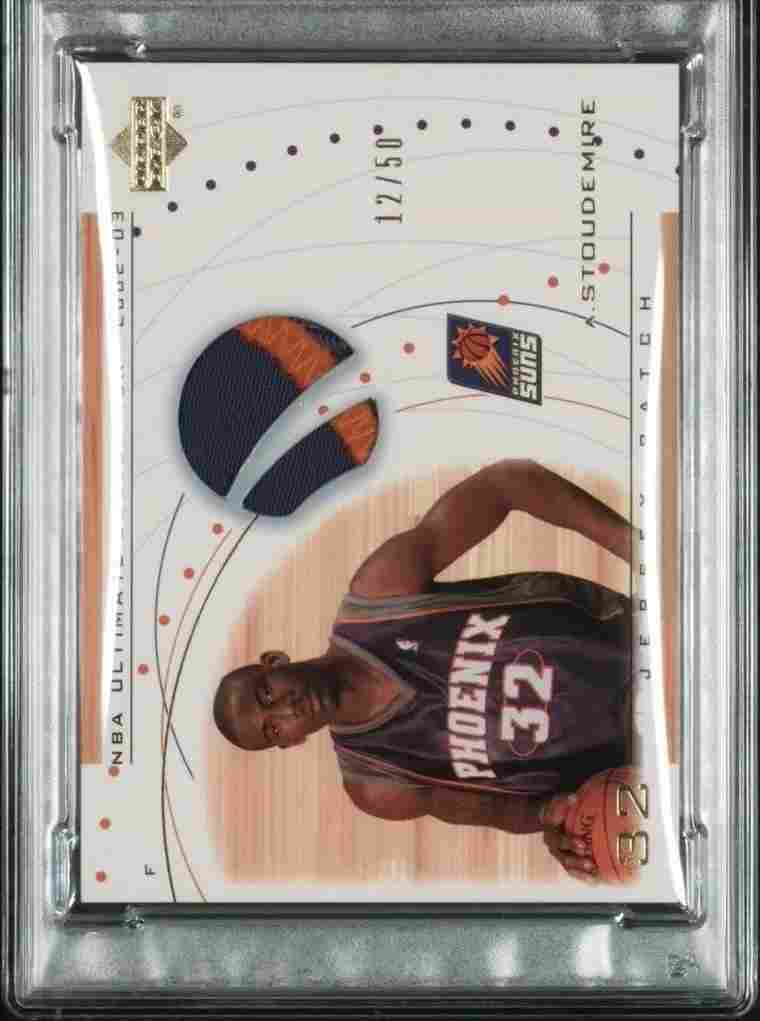 NBA ULTIMATE
F
12/50
SUNS
PHOENIX
PHOENIX
32
A.STOUDEMIRE
JERSEY PATCH
32